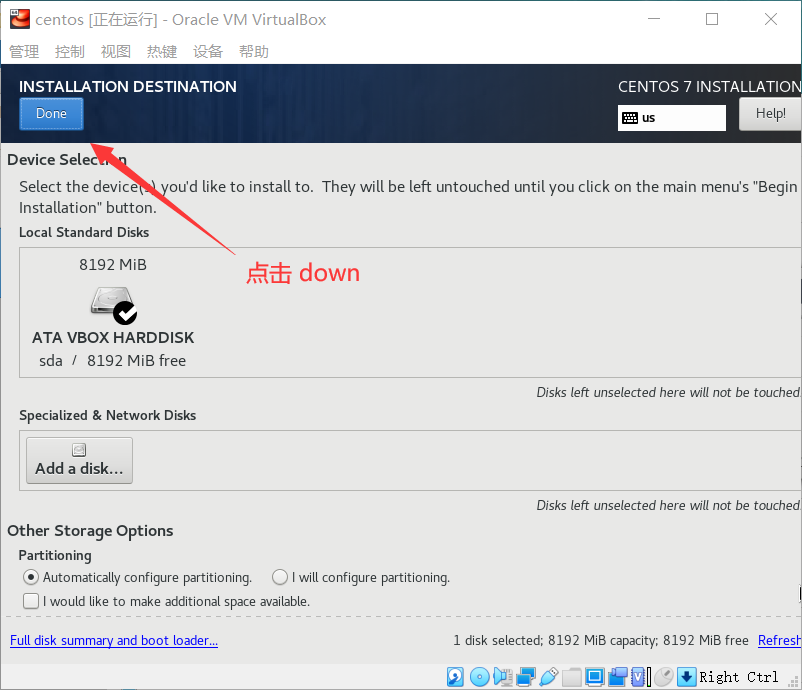 centos [正在运行] - Oracle VM VirtualBox
管理 控制 视图 热键 设备 帮助
INSTALLATION DESTINATION
CENTOS 7 INSTALLATION
Done
us
Help!
Device Selection
Select the device(s) you'd like to install to. They will be left untouched until you click on the main menu's "Begin
Installation" button.
Local Standard Disks
8192 MiB
点击 down
ATA VBOX HARDDISK
sda / 8192 MiB free
Disks left unselected here will not be touched.
Specialized & Network Disks
Add a disk...
Disks left unselected here will not be touched.
Other Storage Options
Partitioning
Automatically configure partitioning. I will configure partitioning.
I would like to make additional space available.
Full disk summary and boot loader...
1 disk selected; 8192 MiB capacity; 8192 MiB free Refresh
Right Ctrl